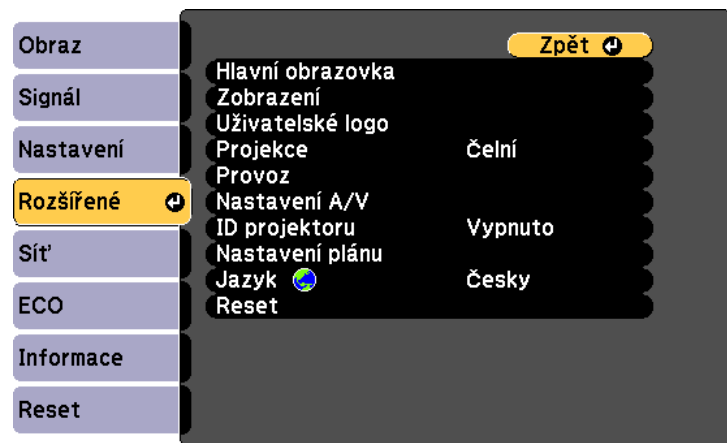 Obraz
Signál
Nastavení
Rozšířené
Síť
ECO
Informace
Reset
Zpět
Hlavní obrazovka
Zobrazení
Uživatelské logo
Projekce Čelní
Provoz
Nastavení A/V
ID projektoru Vypnuto
Nastavení plánu
Jazyk Česky
Reset